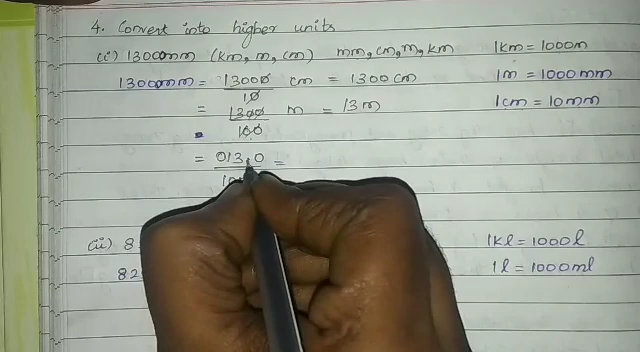 4. Convert into higher units
(i) 13000mm (km, m, cm) mm, cm, m, km 1km = 1000m
13000mm = 13000/10 cm = 1300cm 1m = 1000mm
= 1300/100 m = 13m 1cm = 10mm
= 013.0 =
(ii) 8 1kl = 1000l
82 1l = 1000ml